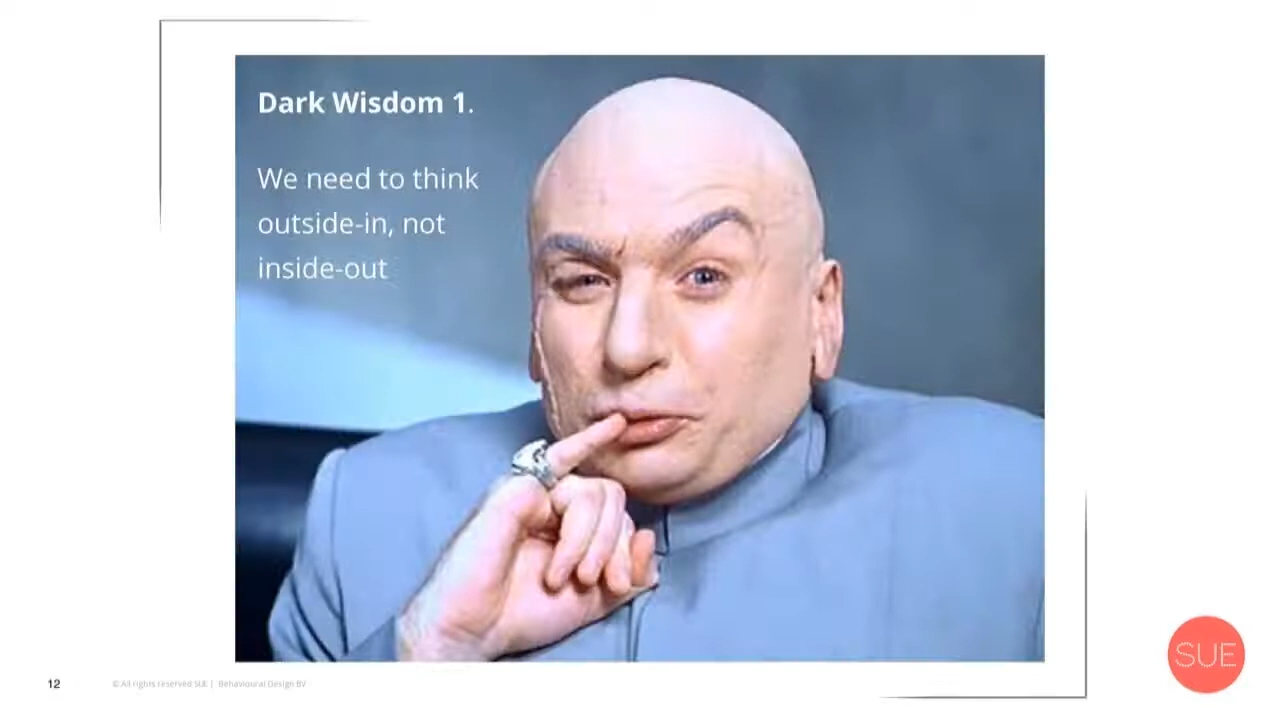 Dark Wisdom 1.
We need to think
outside-in, not
inside-out
SUE
12
© All rights reserved SUE | Behavioural Design BV